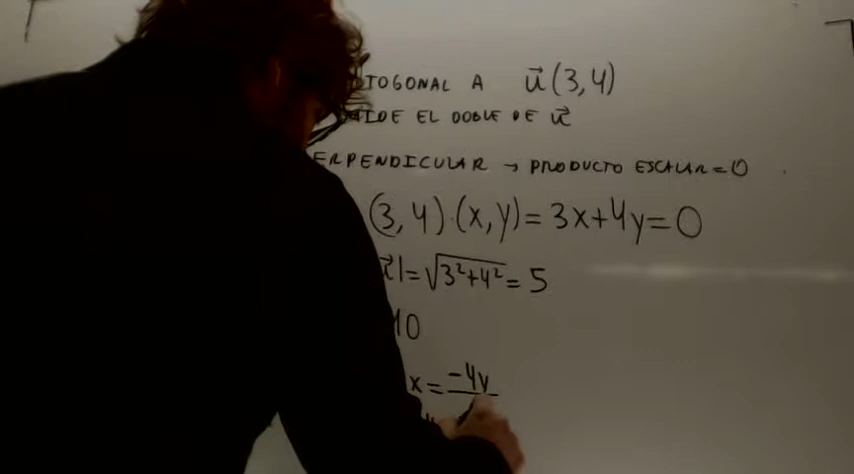 TOGONAL A u⃗(3,4)
IDE EL DOBLE DE u⃗
ERPENDICULAR → PRODUCTO ESCALAR = 0
(3,4)·(x,y)=3x+4y=0
u⃗|=√3²+4²=5
10
x=-4y